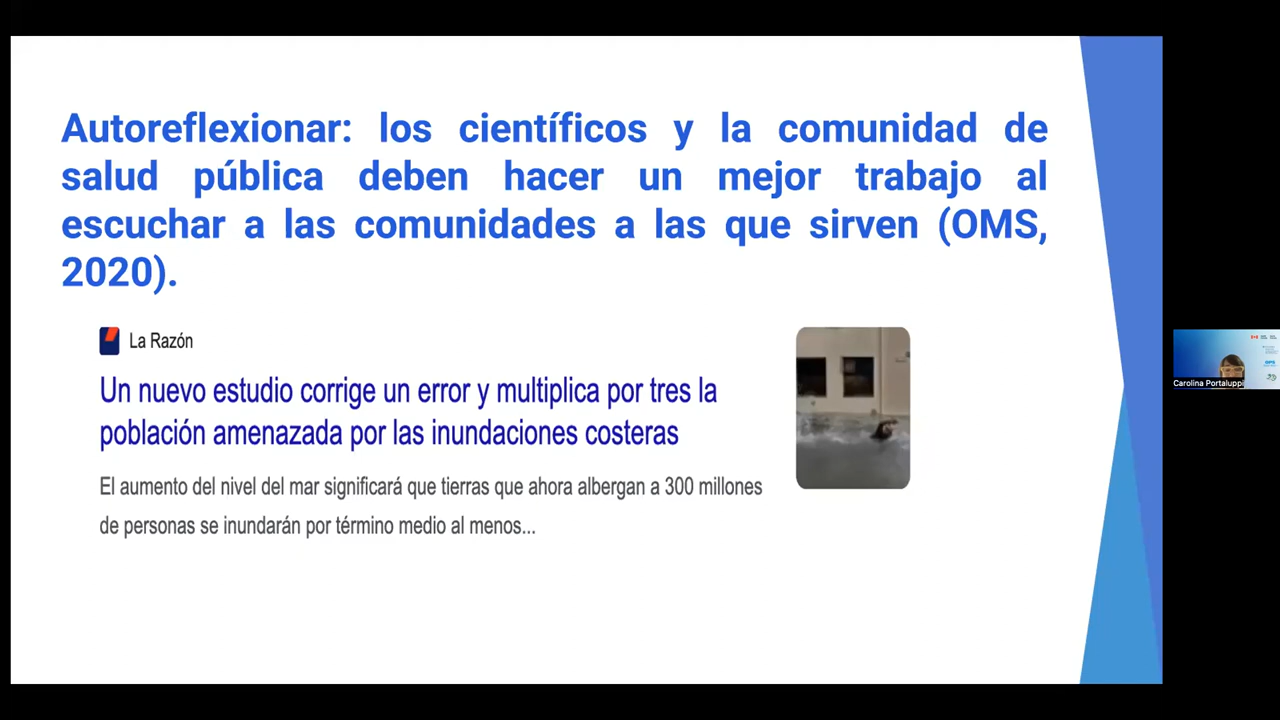 Autoreflexionar: los científicos y la comunidad de
salud pública deben hacer un mejor trabajo al
escuchar a las comunidades a las que sirven (OMS,
2020).
La Razón
Un nuevo estudio corrige un error y multiplica por tres la
población amenazada por las inundaciones costeras
El aumento del nivel del mar significará que tierras que ahora albergan a 300 millones
de personas se inundarán por término medio al menos...
Carolina Portaluppi